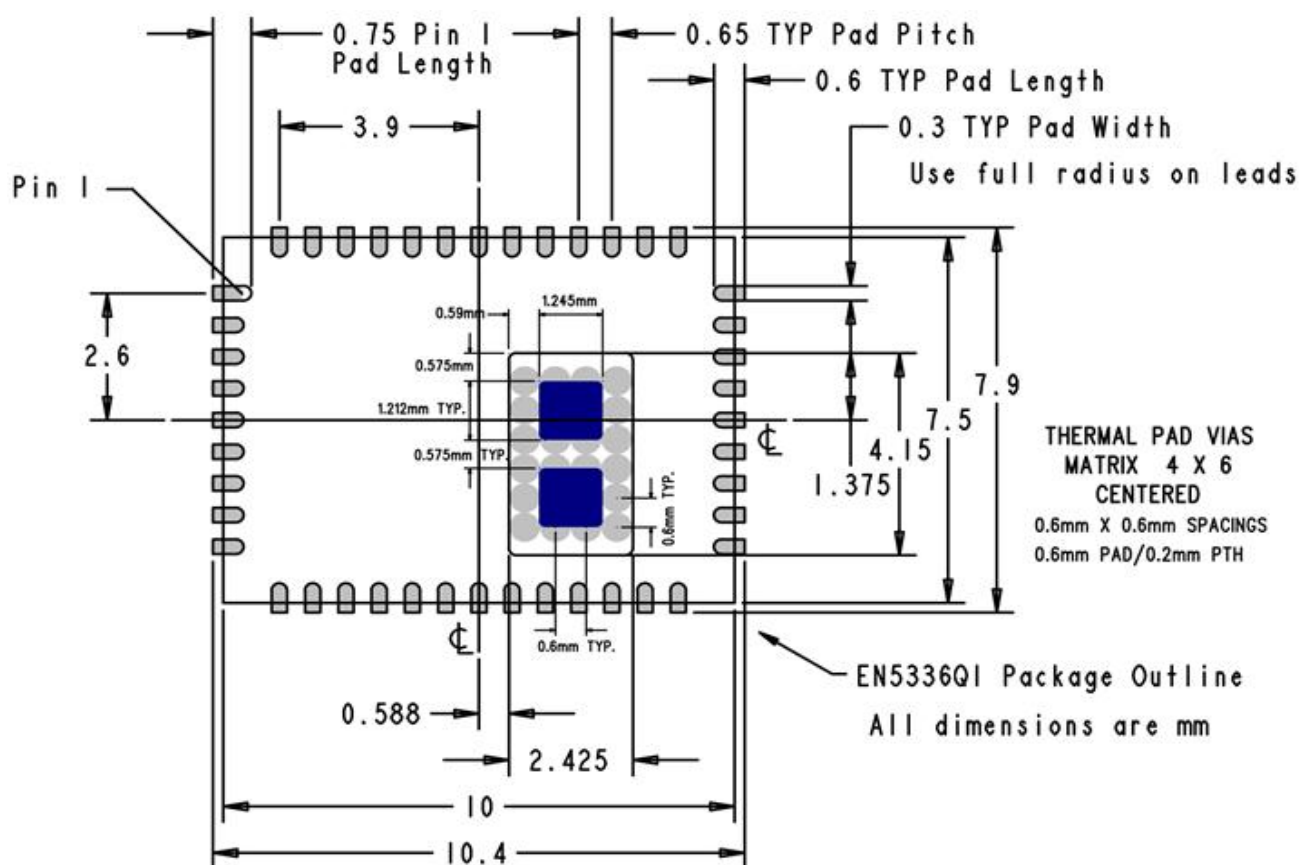 0.75 Pin 1
Pad Length
0.65 TYP Pad Pitch
0.6 TYP Pad Length
3.9
0.3 TYP Pad Width
Use full radius on leads
Pin 1
0.59mm
1.245mm
2.6
0.575mm
1.212mm TYP.
0.575mm TYP.
0.6mm TYP.
7.9
7.5
4.15
1.375
THERMAL PAD VIAS
MATRIX 4 X 6
CENTERED
0.6mm X 0.6mm SPACINGS
0.6mm PAD/0.2mm PTH
℄
℄
0.6mm TYP.
EN5336QI Package Outline
All dimensions are mm
0.588
2.425
10
10.4